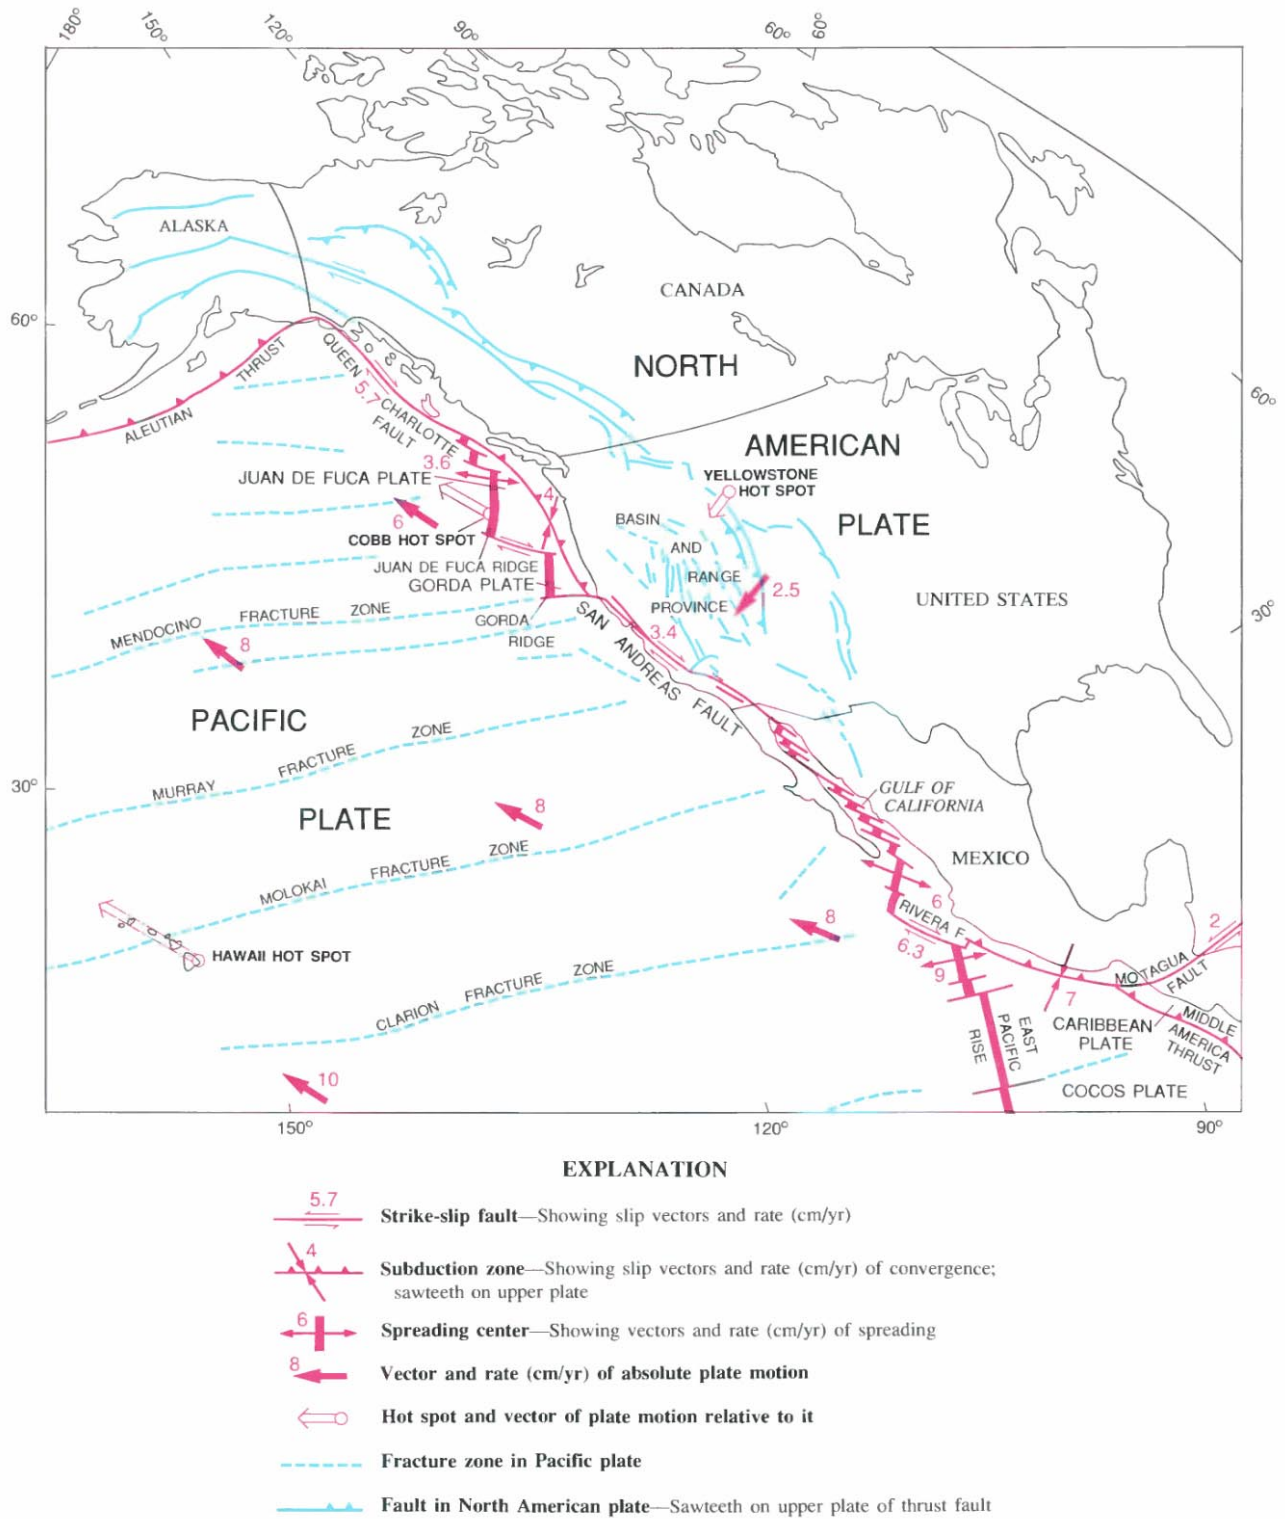 180°
150°
120°
90°
60°
60°
ALASKA
CANADA
60°
NORTH
QUEEN
THRUST
5.7
60°
CHARLOTTE
ALEUTIAN
FAULT
AMERICAN
3.6
JUAN DE FUCA PLATE
YELLOWSTONE
HOT SPOT
4
6
BASIN
PLATE
COBB HOT SPOT
AND
JUAN DE FUCA RIDGE
RANGE
GORDA PLATE
2.5
UNITED STATES
PROVINCE
30°
MENDOCINO FRACTURE ZONE
GORDA
RIDGE
SAN ANDREAS FAULT
3.4
8
PACIFIC
MURRAY FRACTURE ZONE
30°
GULF OF
CALIFORNIA
PLATE
8
MOLOKAI FRACTURE ZONE
MEXICO
6
8
RIVERA F.
2
HAWAII HOT SPOT
6.3
9
MOTAGUA
FAULT
7
CLARION FRACTURE ZONE
EAST
PACIFIC
RISE
CARIBBEAN
PLATE
MIDDLE
AMERICA
THRUST
10
COCOS PLATE
150°
120°
90°
EXPLANATION
5.7
Strike-slip fault—Showing slip vectors and rate (cm/yr)
4
Subduction zone—Showing slip vectors and rate (cm/yr) of convergence;
sawteeth on upper plate
6
Spreading center—Showing vectors and rate (cm/yr) of spreading
8
Vector and rate (cm/yr) of absolute plate motion
Hot spot and vector of plate motion relative to it
Fracture zone in Pacific plate
Fault in North American plate—Sawteeth on upper plate of thrust fault